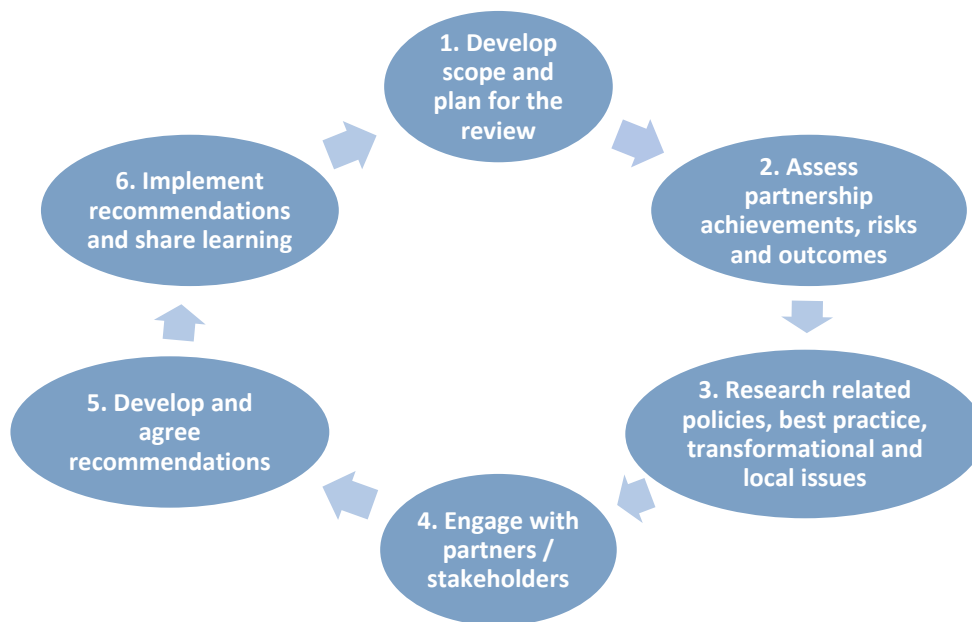 1. Develop
scope and
plan for the
review
2. Assess
partnership
achievements, risks
and outcomes
3. Research related
policies, best practice,
transformational and
local issues
4. Engage with
partners /
stakeholders
5. Develop and
agree
recommendations
6. Implement
recommendations
and share learning